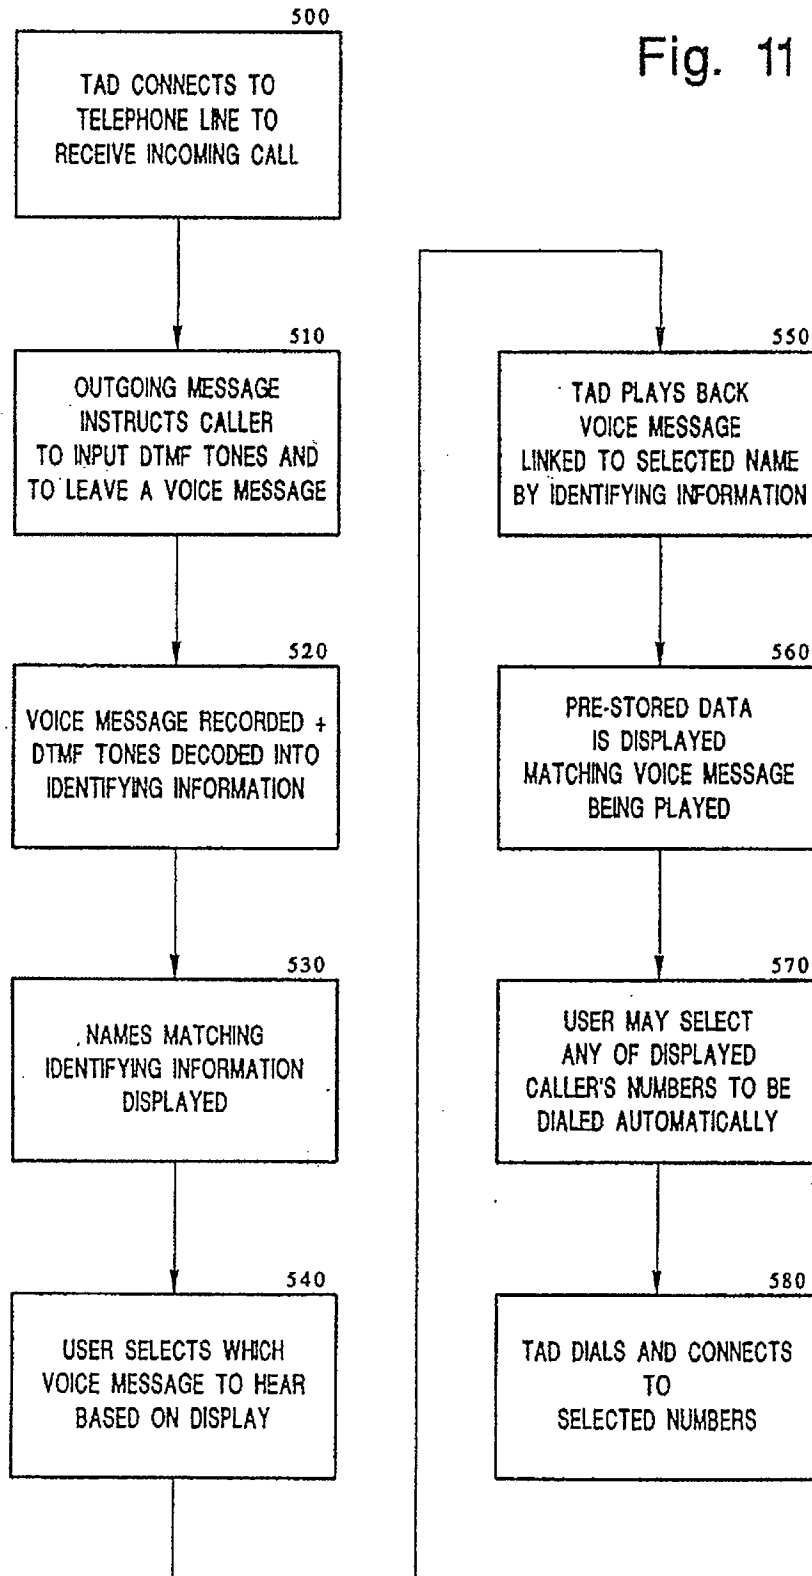 Fig. 11
500
TAD CONNECTS TO
TELEPHONE LINE TO
RECEIVE INCOMING CALL
510
OUTGOING MESSAGE
INSTRUCTS CALLER
TO INPUT DTMF TONES AND
TO LEAVE A VOICE MESSAGE
520
VOICE MESSAGE RECORDED +
DTMF TONES DECODED INTO
IDENTIFYING INFORMATION
530
NAMES MATCHING
IDENTIFYING INFORMATION
DISPLAYED
540
USER SELECTS WHICH
VOICE MESSAGE TO HEAR
BASED ON DISPLAY
550
TAD PLAYS BACK
VOICE MESSAGE
LINKED TO SELECTED NAME
BY IDENTIFYING INFORMATION
560
PRE-STORED DATA
IS DISPLAYED
MATCHING VOICE MESSAGE
BEING PLAYED
570
USER MAY SELECT
ANY OF DISPLAYED
CALLER'S NUMBERS TO BE
DIALED AUTOMATICALLY
580
TAD DIALS AND CONNECTS
TO
SELECTED NUMBERS